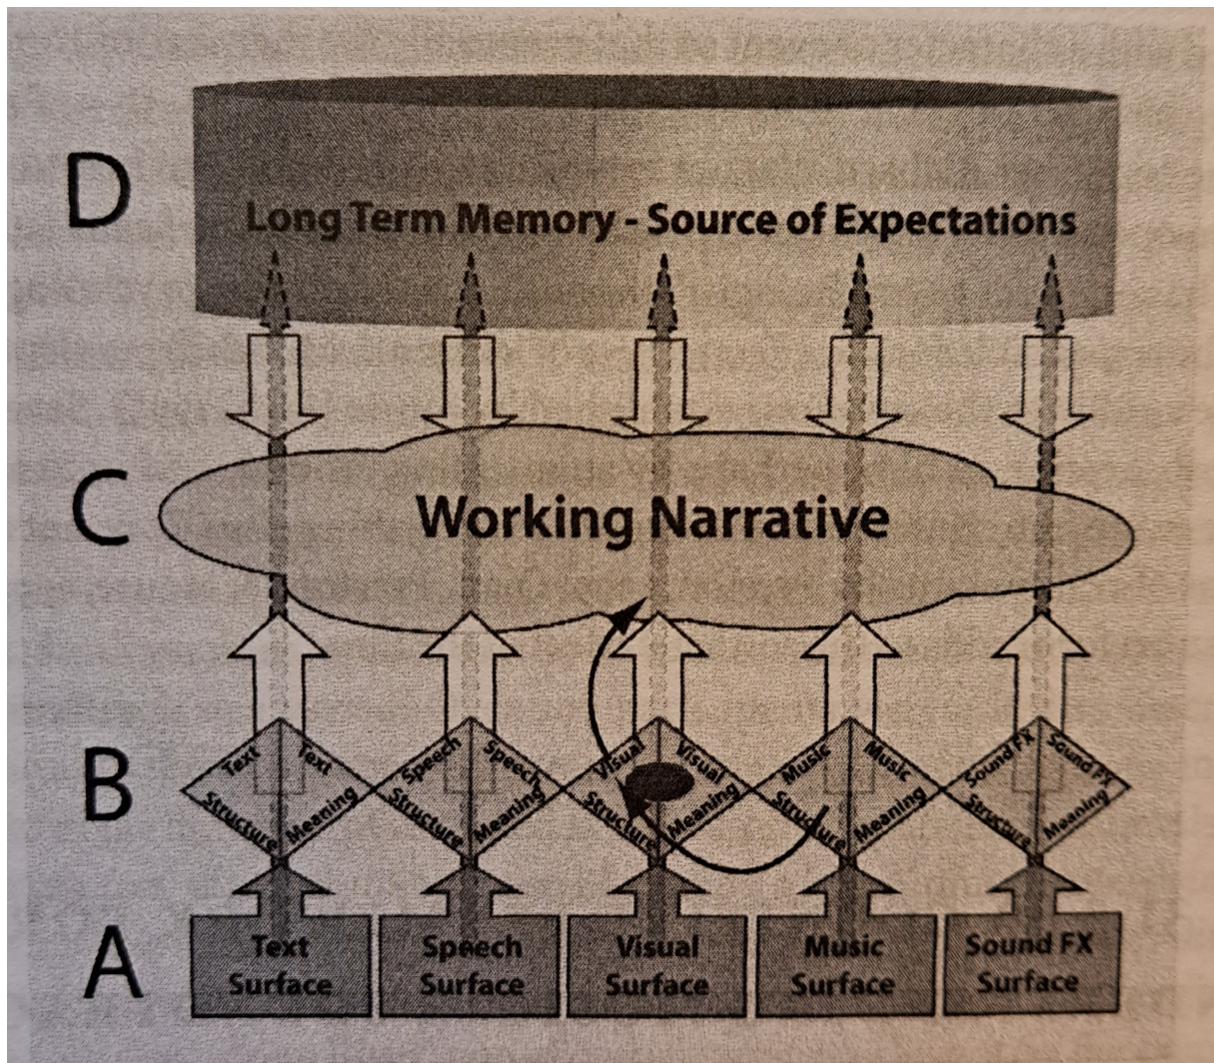 D
Long Term Memory - Source of Expectations
C
Working Narrative
B
Text
Structure
Text
Meaning
Speech
Structure
Speech
Meaning
Visual
Structure
Visual
Meaning
Music
Structure
Music
Meaning
Sound FX
Structure
Sound FX
Meaning
A
Text
Surface
Speech
Surface
Visual
Surface
Music
Surface
Sound FX
Surface